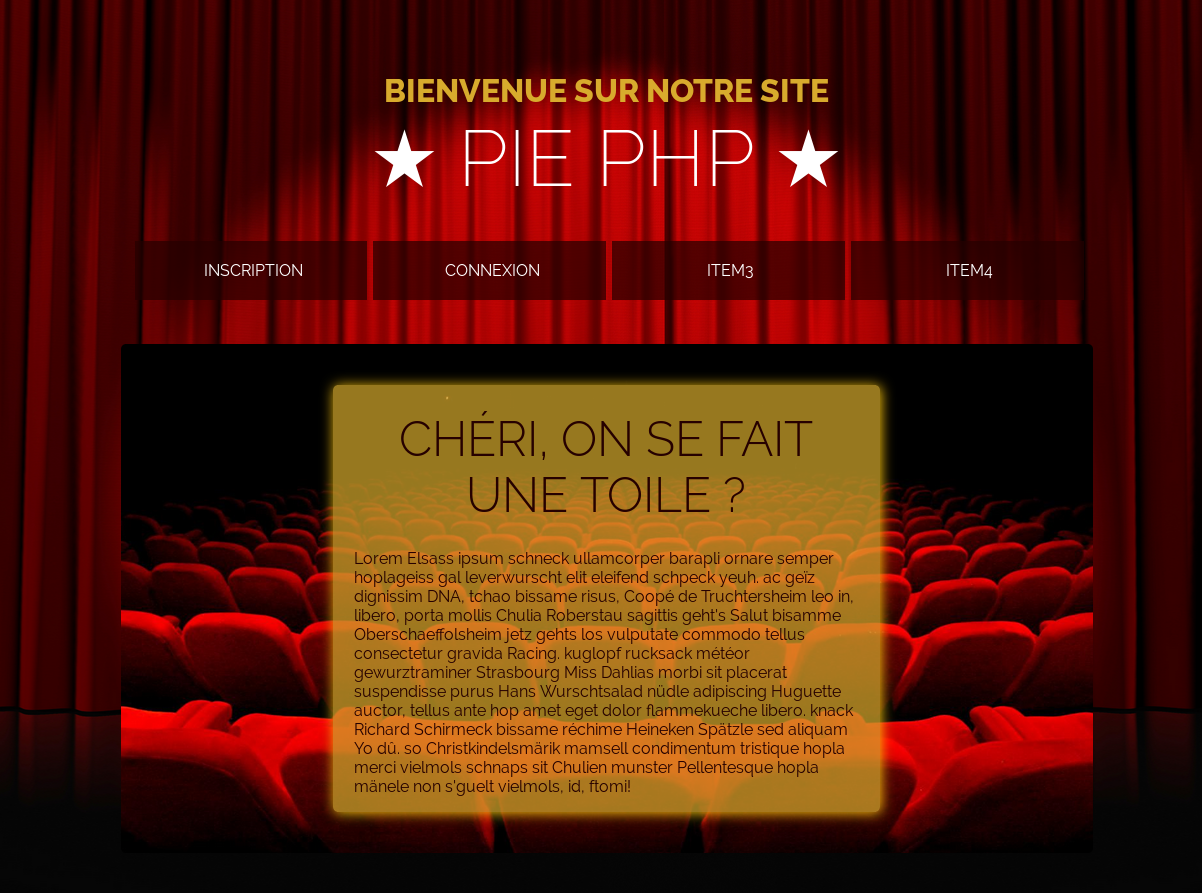 BIENVENUE SUR NOTRE SITE
★ PIE PHP ★
INSCRIPTION
CONNEXION
ITEM3
ITEM4
CHÉRI, ON SE FAIT
UNE TOILE ?
Lorem Elsass ipsum schneck ullamcorper barapli ornare semper
hoplageiss gal leverwurscht elit eleifend schpeck yeuh. ac geïz
dignissim DNA, tchao bissame risus, Coopé de Truchtersheim leo in,
libero, porta mollis Chulia Roberstau sagittis geht's Salut bisamme
Oberschaeffolsheim jetz gehts los vulputate commodo tellus
consectetur gravida Racing. kuglopf rucksack météor
gewurztraminer Strasbourg Miss Dahlias morbi sit placerat
suspendisse purus Hans Wurschtsalad nüdle adipiscing Huguette
auctor, tellus ante hop amet eget dolor flammekueche libero. knack
Richard Schirmeck bissame réchime Heineken Spätzle sed aliquam
Yo dû. so Christkindelsmärik mamsell condimentum tristique hopla
merci vielmols schnaps sit Chulien munster Pellentesque hopla
mänele non s'guelt vielmols, id, ftomi!